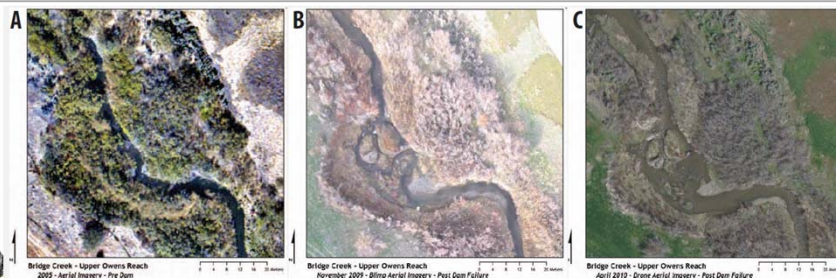 A
B
C
Bridge Creek - Upper Owens Reach
2005 - Aerial Imagery - Pre Dam
Bridge Creek - Upper Owens Reach
November 2009 - Blimp Aerial Imagery - Post Dam Failure
Bridge Creek - Upper Owens Reach
April 2010 - Drone Aerial Imagery - Post Dam Failure